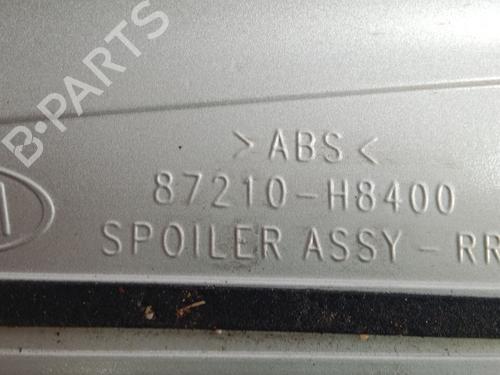 B-PARTS
>ABS<
87210-H8400
SPOILER ASSY-RR